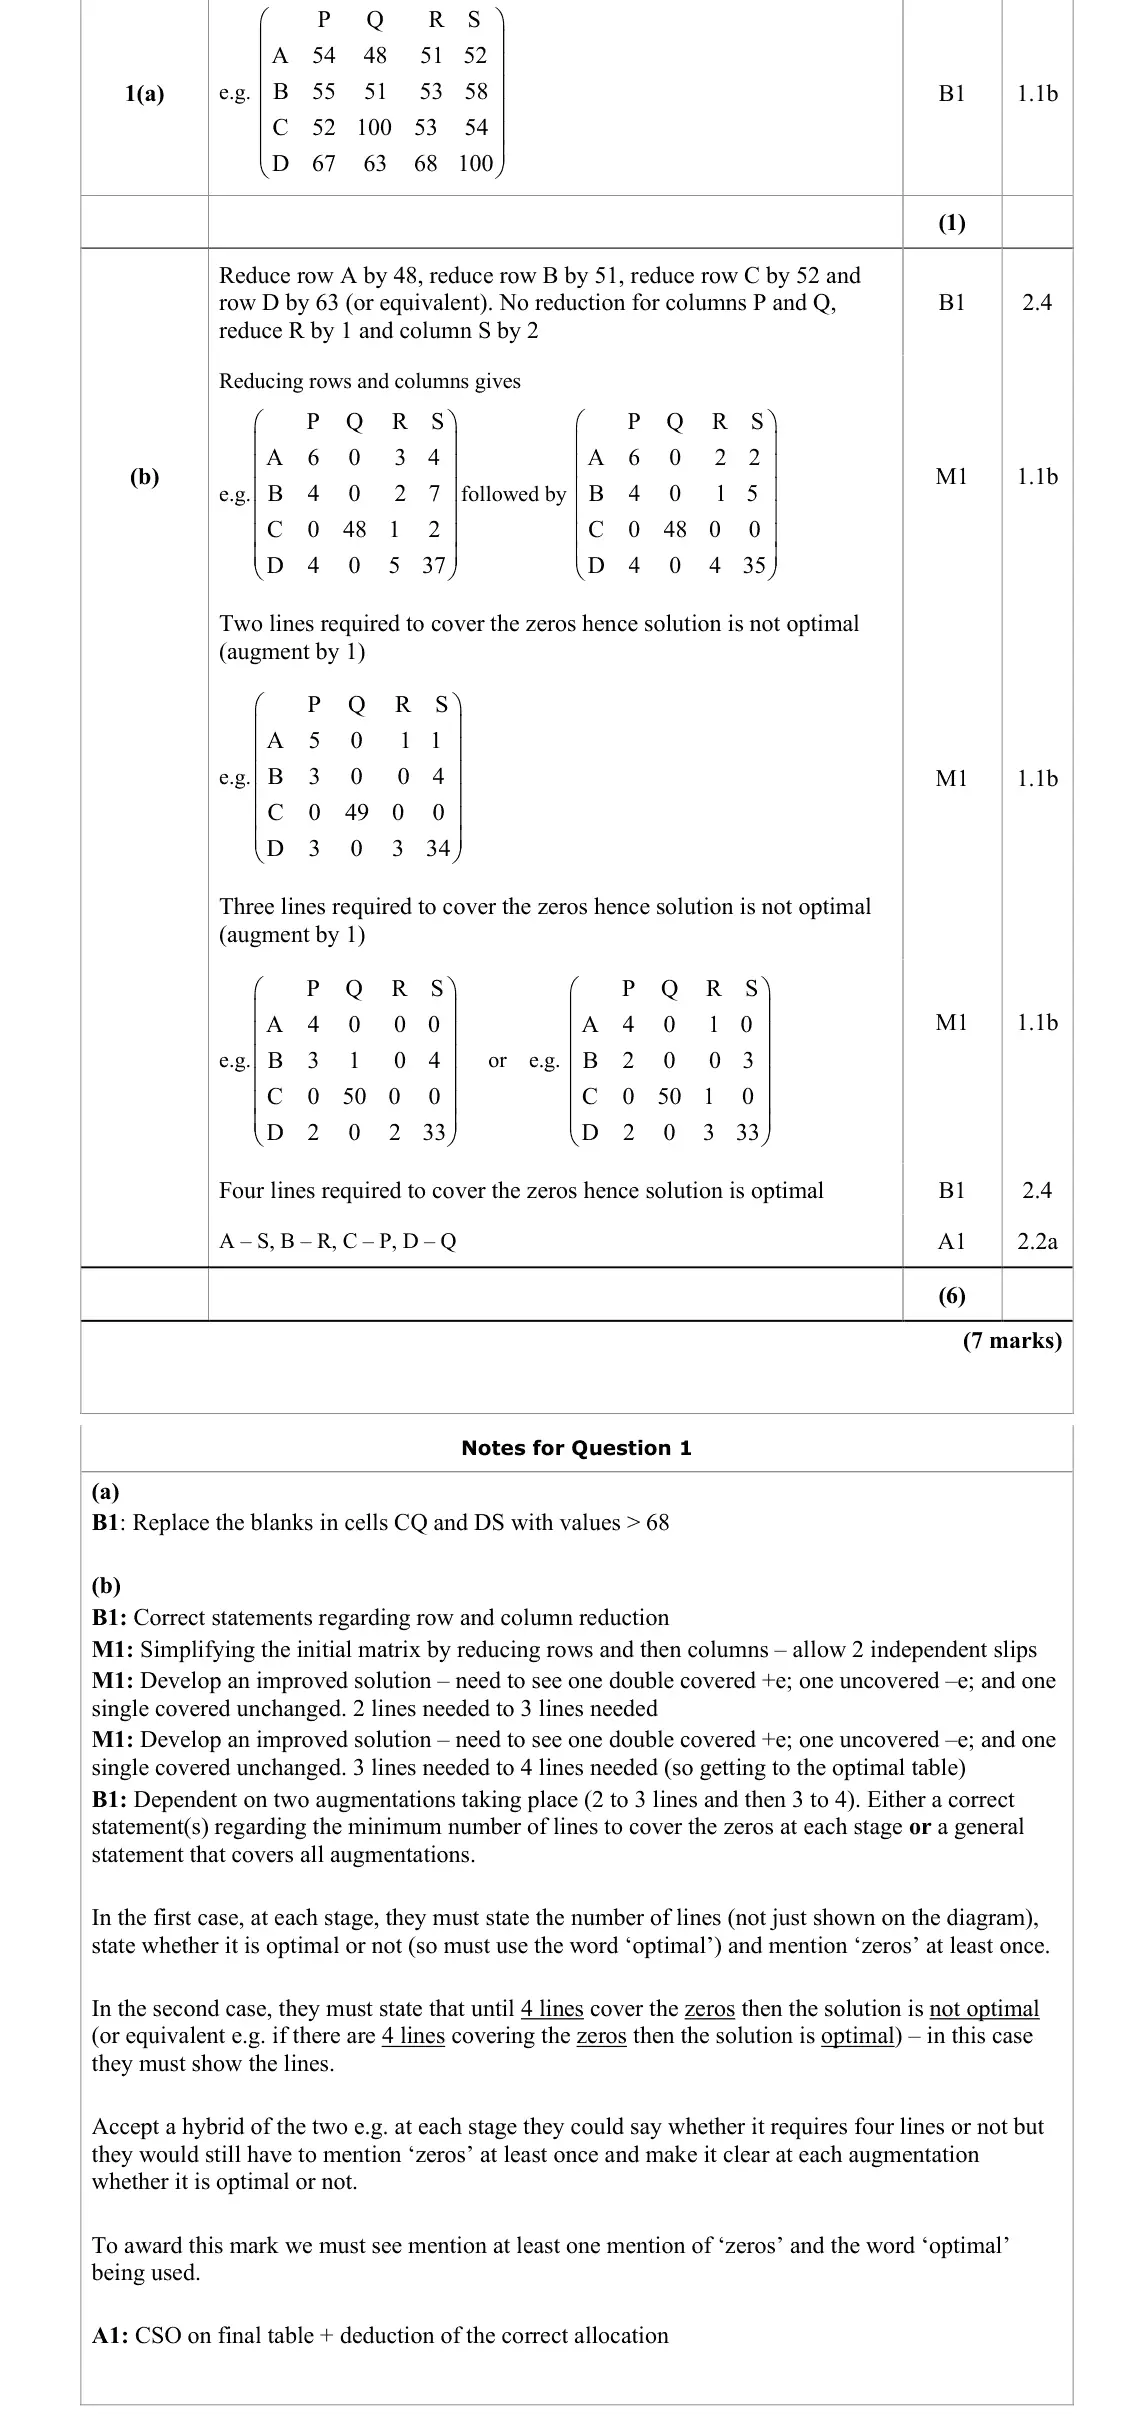 P Q R S
A 54 48 51 52
1(a) e.g. B 55 51 53 58 B1 1.1b
C 52 100 53 54
D 67 63 68 100
(1)
Reduce row A by 48, reduce row B by 51, reduce row C by 52 and
row D by 63 (or equivalent). No reduction for columns P and Q, B1 2.4
reduce R by 1 and column S by 2
Reducing rows and columns gives
P Q R S P Q R S
A 6 0 3 4 A 6 0 2 2
(b) M1 1.1b
e.g. B 4 0 2 7 followed by B 4 0 1 5
C 0 48 1 2 C 0 48 0 0
D 4 0 5 37 D 4 0 4 35
Two lines required to cover the zeros hence solution is not optimal
(augment by 1)
P Q R S
A 5 0 1 1
e.g. B 3 0 0 4 M1 1.1b
C 0 49 0 0
D 3 0 3 34
Three lines required to cover the zeros hence solution is not optimal
(augment by 1)
P Q R S P Q R S
A 4 0 0 0 A 4 0 1 0 M1 1.1b
e.g. B 3 1 0 4 or e.g. B 2 0 0 3
C 0 50 0 0 C 0 50 1 0
D 2 0 2 33 D 2 0 3 33
Four lines required to cover the zeros hence solution is optimal B1 2.4
A – S, B – R, C – P, D – Q A1 2.2a
(6)
(7 marks)
Notes for Question 1
(a)
B1: Replace the blanks in cells CQ and DS with values > 68
(b)
B1: Correct statements regarding row and column reduction
M1: Simplifying the initial matrix by reducing rows and then columns – allow 2 independent slips
M1: Develop an improved solution – need to see one double covered +e; one uncovered –e; and one
single covered unchanged. 2 lines needed to 3 lines needed
M1: Develop an improved solution – need to see one double covered +e; one uncovered –e; and one
single covered unchanged. 3 lines needed to 4 lines needed (so getting to the optimal table)
B1: Dependent on two augmentations taking place (2 to 3 lines and then 3 to 4). Either a correct
statement(s) regarding the minimum number of lines to cover the zeros at each stage or a general
statement that covers all augmentations.
In the first case, at each stage, they must state the number of lines (not just shown on the diagram),
state whether it is optimal or not (so must use the word ‘optimal’) and mention ‘zeros’ at least once.
In the second case, they must state that until 4 lines cover the zeros then the solution is not optimal
(or equivalent e.g. if there are 4 lines covering the zeros then the solution is optimal) – in this case
they must show the lines.
Accept a hybrid of the two e.g. at each stage they could say whether it requires four lines or not but
they would still have to mention ‘zeros’ at least once and make it clear at each augmentation
whether it is optimal or not.
To award this mark we must see mention at least one mention of ‘zeros’ and the word ‘optimal’
being used.
A1: CSO on final table + deduction of the correct allocation